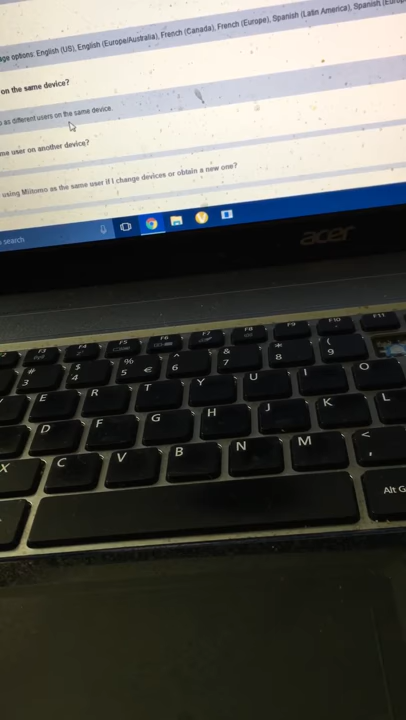 age options: English (US), English (Europe/Australia), French (Canada), French (Europe), Spanish (Latin America), Spanish
on the same device?
as different users on the same device.
me user on another device?
using Miitomo as the same user if I change devices or obtain a new one?
search
acer
F3 F4 F5 F6 F7 F8 F9 F10 F11
# 3 $ 4 % 5 € ^ 6 & 7 * 8 ( 9
E R T Y U I O
D F G H J K L
X C V B N M < ,
Alt G